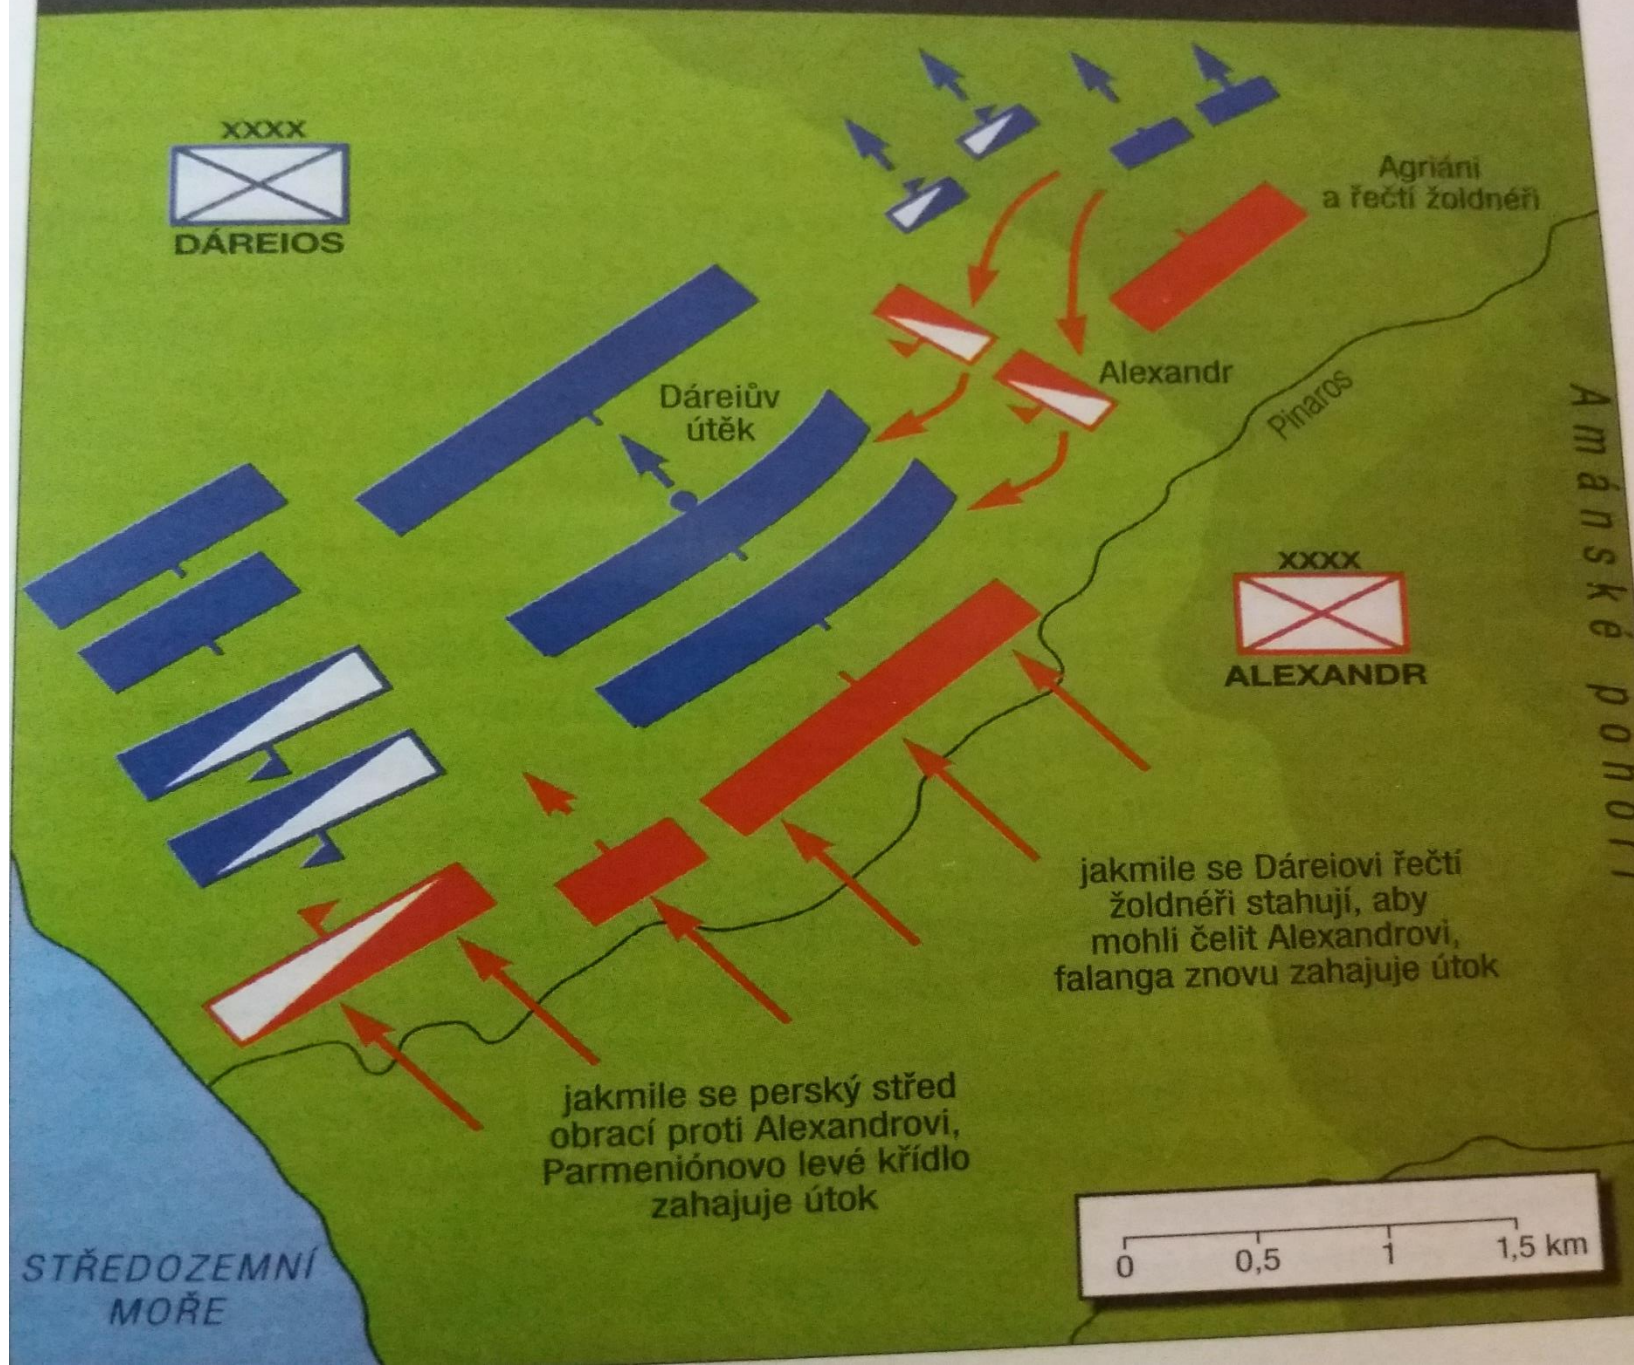 XXXX
DÁREIOS
Agriáni
a řečtí žoldnéři
Dáreiův
útěk
Alexandr
Pinaros
Amánské pohoří
XXXX
ALEXANDR
jakmile se Dáreiovi řečtí
žoldnéři stahují, aby
mohli čelit Alexandrovi,
falanga znovu zahajuje útok
jakmile se perský střed
obrací proti Alexandrovi,
Parmeniónovo levé křídlo
zahajuje útok
STŘEDOZEMNÍ
MOŘE
0 0,5 1 1,5 km